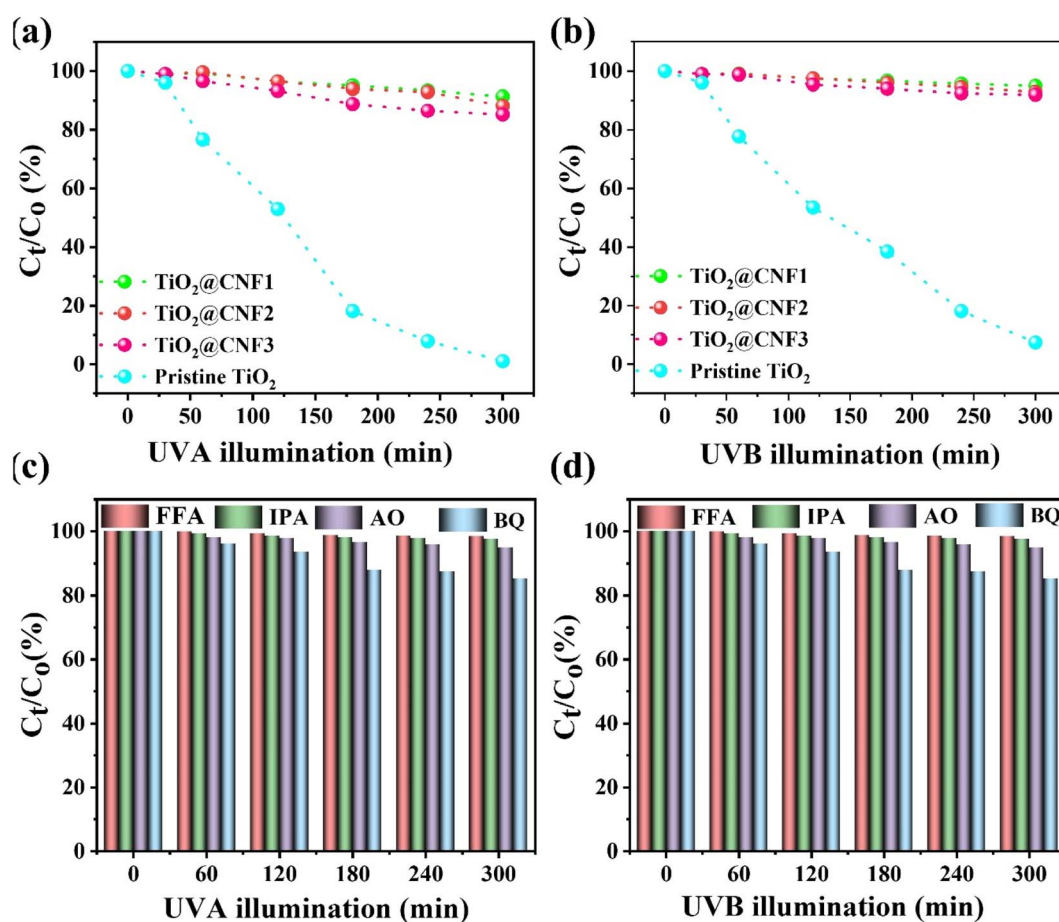 (a)
100
80
60
40
20
0
Ct/Co (%)
TiO2@CNF1
TiO2@CNF2
TiO2@CNF3
Pristine TiO2
0 50 100 150 200 250 300
UVA illumination (min)
(b)
100
80
60
40
20
0
Ct/Co (%)
TiO2@CNF1
TiO2@CNF2
TiO2@CNF3
Pristine TiO2
0 50 100 150 200 250 300
UVB illumination (min)
(c)
FFA IPA AO BQ
100
80
60
40
20
0
Ct/Co(%)
0 60 120 180 240 300
UVA illumination (min)
(d)
FFA IPA AO BQ
100
80
60
40
20
0
Ct/Co(%)
0 60 120 180 240 300
UVB illumination (min)